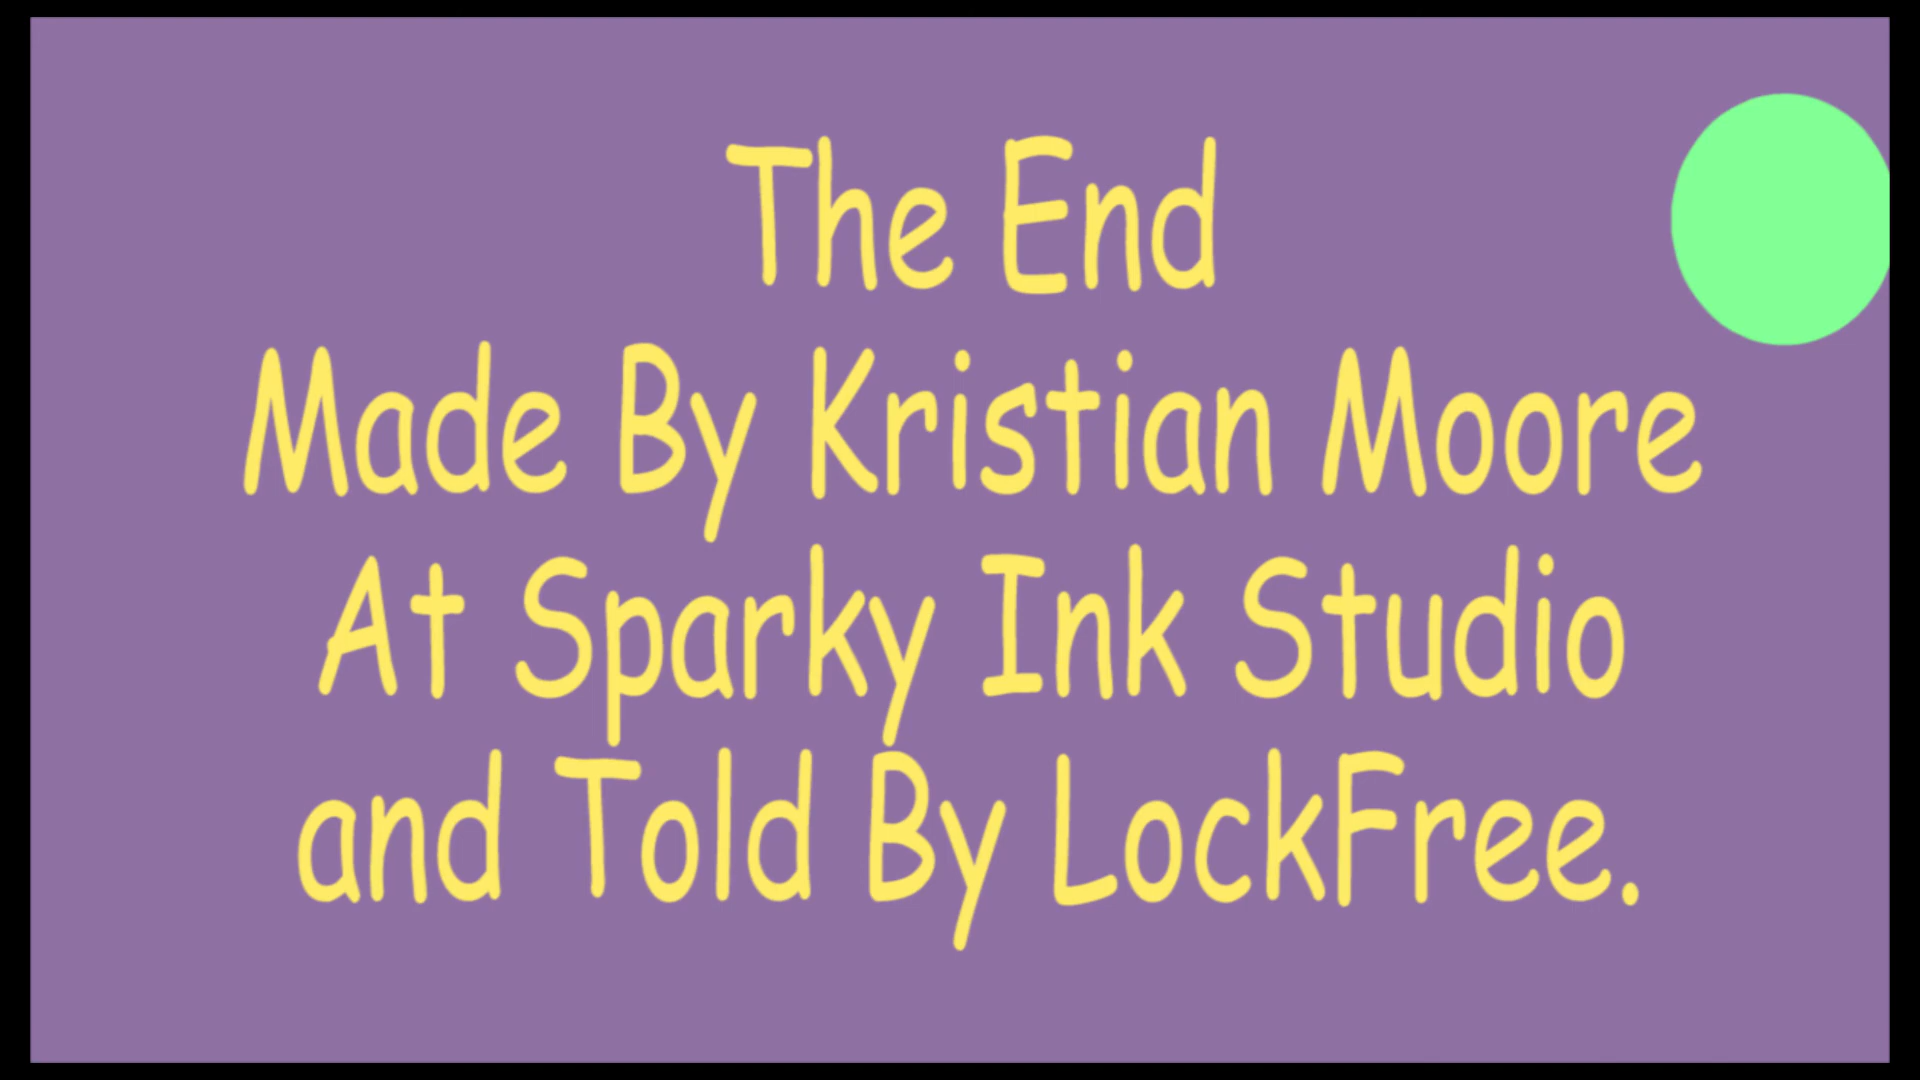 The End
Made By Kristian Moore
At Sparky Ink Studio
and Told By LockFree.